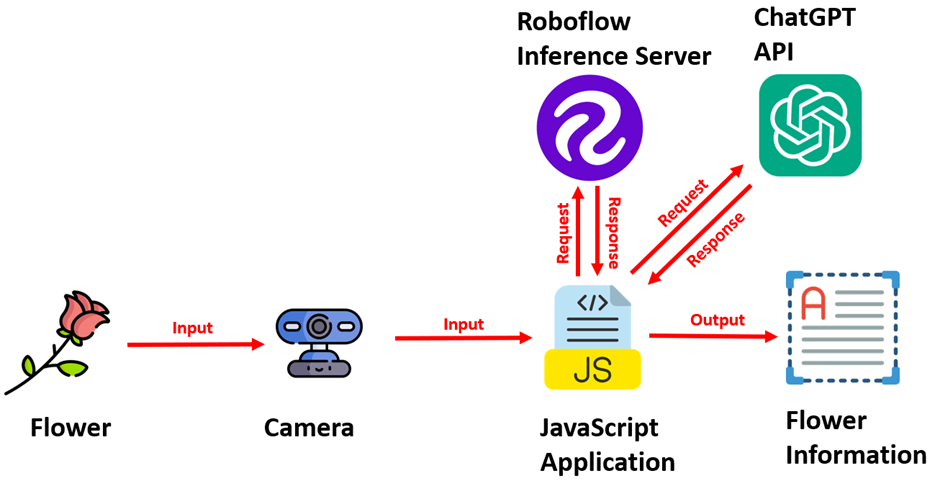 Roboflow
Inference Server
ChatGPT
API
Request
Response
Request
Response
Input
Input
Output
</>
JS
A
Flower
Camera
JavaScript
Application
Flower
Information